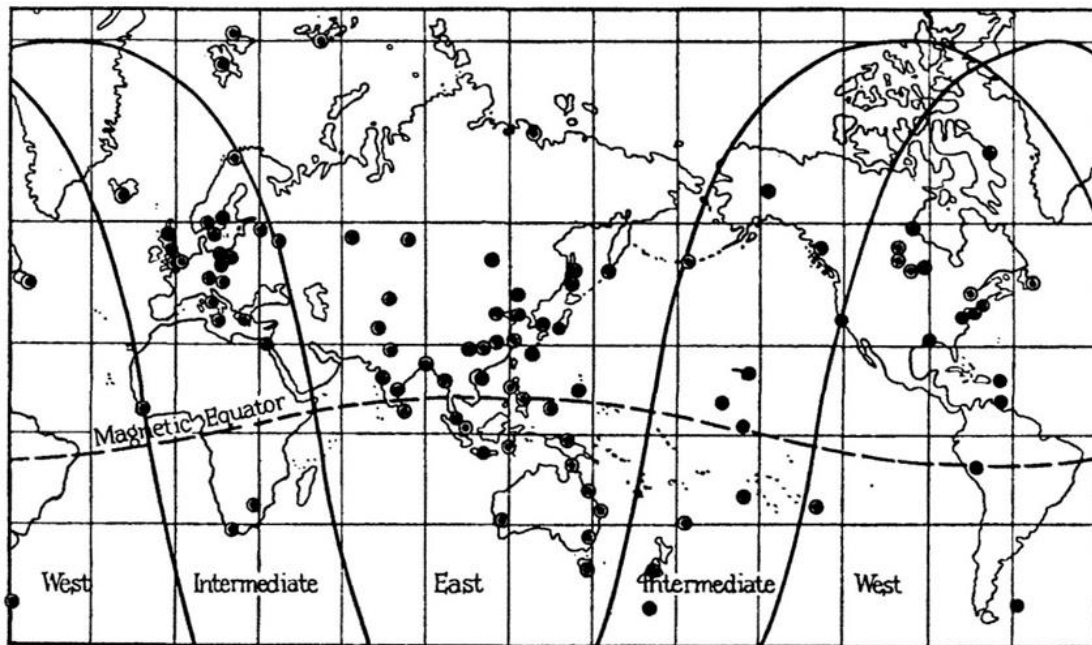 Magnetic Equator
West
Intermediate
East
Intermediate
West